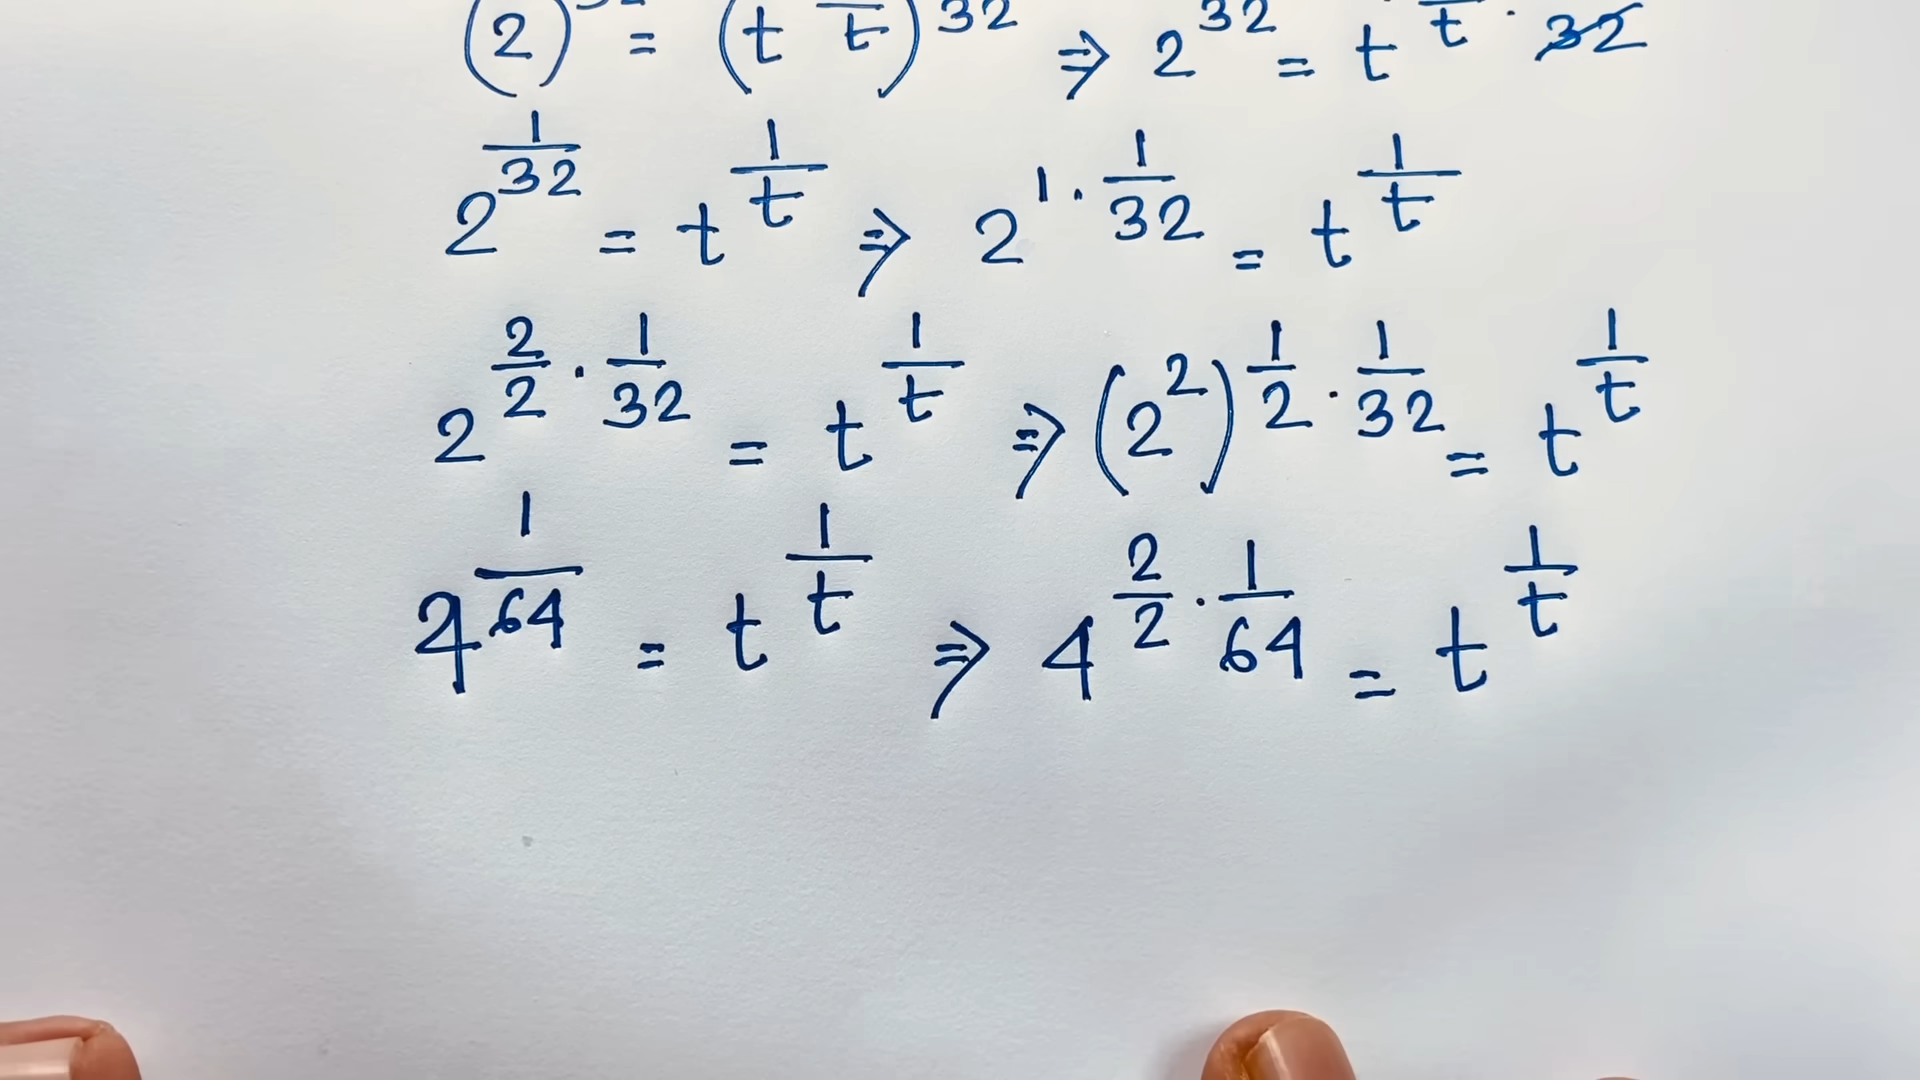 (2) = (t 1/t)^32 ⇒ 2^32 = t^(1/t · 32)
2^(1/32) = t^(1/t) ⇒ 2^(1 · 1/32) = t^(1/t)
2^(2/2 · 1/32) = t^(1/t) ⇒ (2^2)^(1/2 · 1/32) = t^(1/t)
4^(1/64) = t^(1/t) ⇒ 4^(2/2 · 1/64) = t^(1/t)